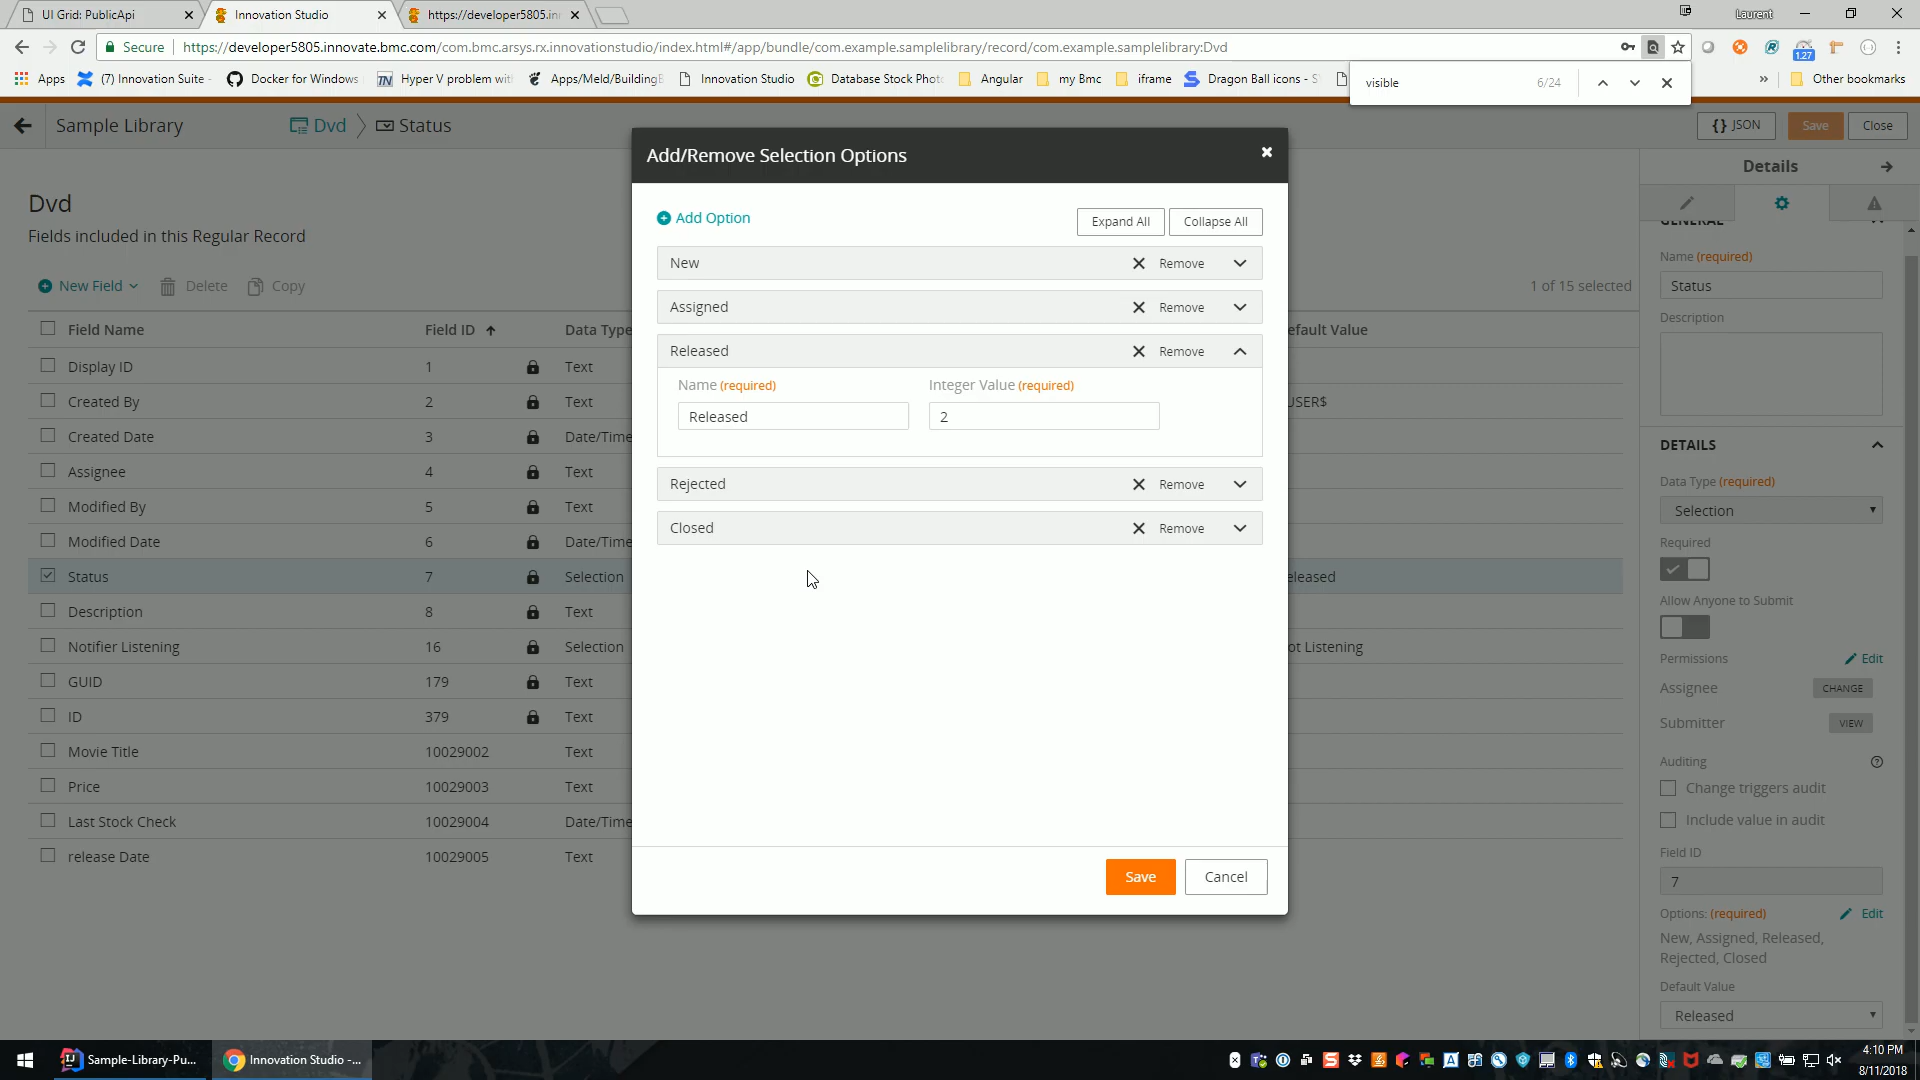 UI Grid: PublicApi
Innovation Studio
https://developer5805.in
Laurent
Secure
https://developer5805.innovate.bmc.com/com.bmc.arsys.rx.innovationstudio/index.html#/app/bundle/com.example.samplelibrary/record/com.example.samplelibrary:Dvd
1.27
Apps
(7) Innovation Suite -
Docker for Windows
Hyper V problem wit
Apps/Meld/Building
Innovation Studio
Database Stock Phot
Angular
my Bmc
iframe
Dragon Ball icons - S
»
Other bookmarks
visible
6/24
Sample Library
Dvd
Status
{} JSON
Save
Close
Add/Remove Selection Options
Add Option
Expand All
Collapse All
New
Remove
Assigned
Remove
Released
Remove
Name (required)
Integer Value (required)
Released
2
Rejected
Remove
Closed
Remove
Save
Cancel
Dvd
Fields included in this Regular Record
New Field
Delete
Copy
1 of 15 selected
Field Name
Field ID
Data Type
efault Value
Display ID
1
Text
Created By
2
Text
USER$
Created Date
3
Date/Time
Assignee
4
Text
Modified By
5
Text
Modified Date
6
Date/Time
Status
7
Selection
eleased
Description
8
Text
Notifier Listening
16
Selection
ot Listening
GUID
179
Text
ID
379
Text
Movie Title
10029002
Text
Price
10029003
Text
Last Stock Check
10029004
Date/Time
release Date
10029005
Text
Details
GENERAL
Name (required)
Status
Description
DETAILS
Data Type (required)
Selection
Required
Allow Anyone to Submit
Permissions
Edit
Assignee
CHANGE
Submitter
VIEW
Auditing
Change triggers audit
Include value in audit
Field ID
7
Options: (required)
Edit
New, Assigned, Released,
Rejected, Closed
Default Value
Released
Sample-Library-Pu...
Innovation Studio -...
4:10 PM
8/11/2018